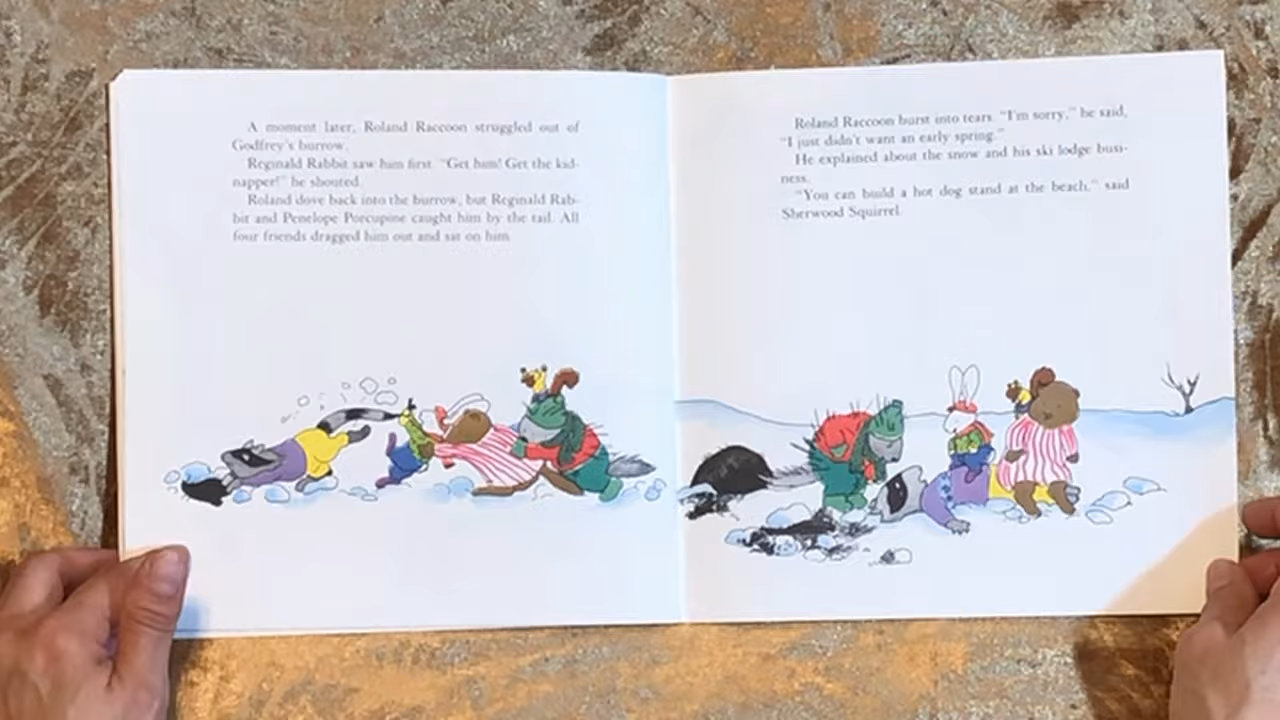 A moment later, Roland Raccoon struggled out of
Godfrey's burrow.
Reginald Rabbit saw him first. "Get him! Get the kid-
napper!" he shouted.
Roland dove back into the burrow, but Reginald Rab-
bit and Penelope Porcupine caught him by the tail. All
four friends dragged him out and sat on him.
Roland Raccoon burst into tears. "I'm sorry," he said,
"I just didn't want an early spring."
He explained about the snow and his ski lodge busi-
ness.
"You can build a hot dog stand at the beach," said
Sherwood Squirrel.